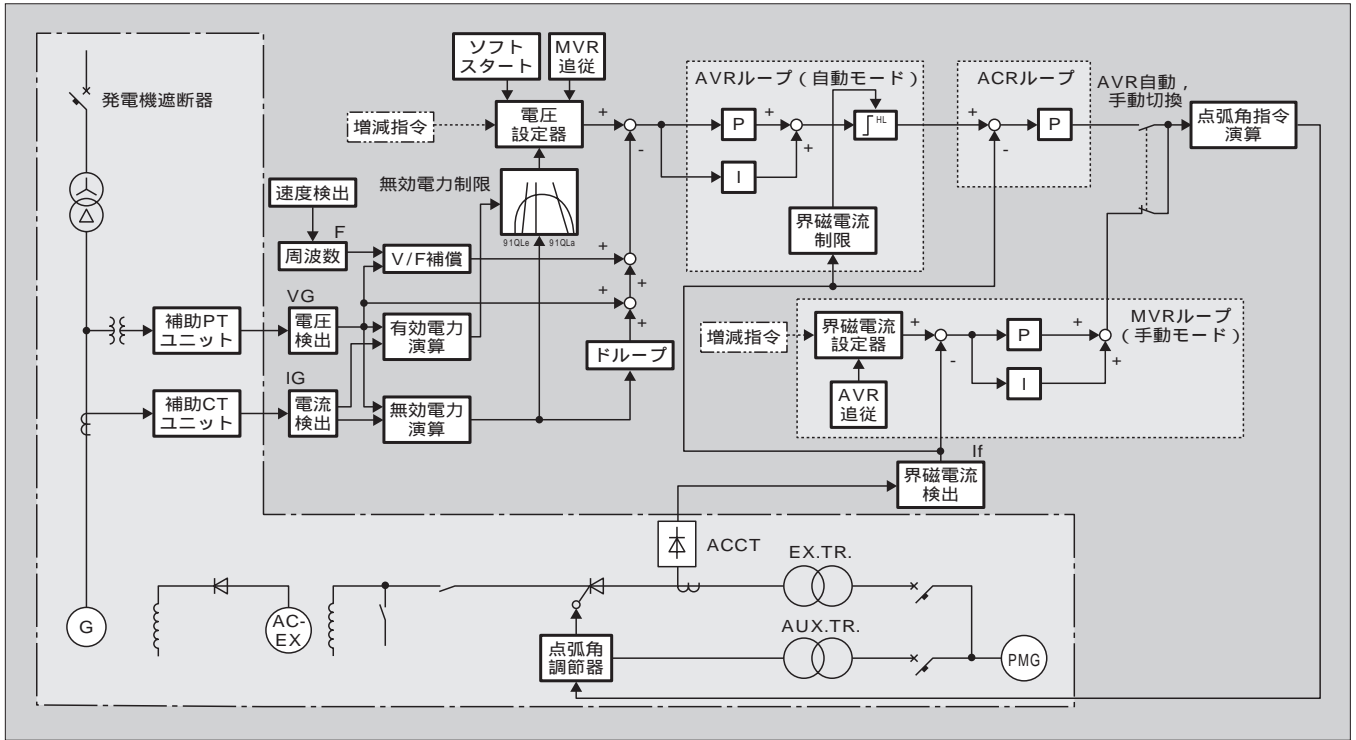 ソフト
スタート
MVR
追従
AVRループ（自動モード）
ACRループ
AVR自動，
手動切換
発電機遮断器
増減指令
電圧
設定器
+
-
P
I
+
+
HL
+
-
P
点弧角指令
演算
無効電力制限
速度検出
F
周波数
V/F補償
91QLe
91QLa
界磁電流
制限
+
+
+
+
VG
補助PT
ユニット
電圧
検出
有効電力
演算
ドループ
IG
補助CT
ユニット
電流
検出
無効電力
演算
MVRループ
（手動モード）
増減指令
界磁電流
設定器
+
-
P
I
+
+
AVR
追従
If
界磁電流
検出
ACCT
EX.TR.
G
AC-
EX
点弧角
調節器
AUX.TR.
PMG